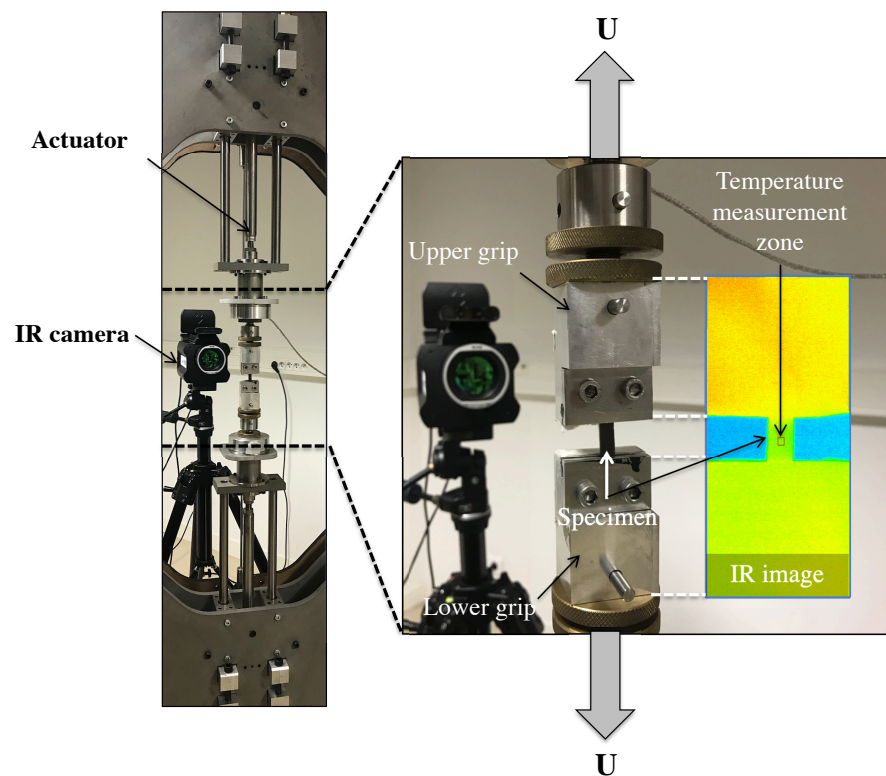 U
Actuator
Temperature
measurement
zone
Upper grip
IR camera
Specimen
IR image
Lower grip
U